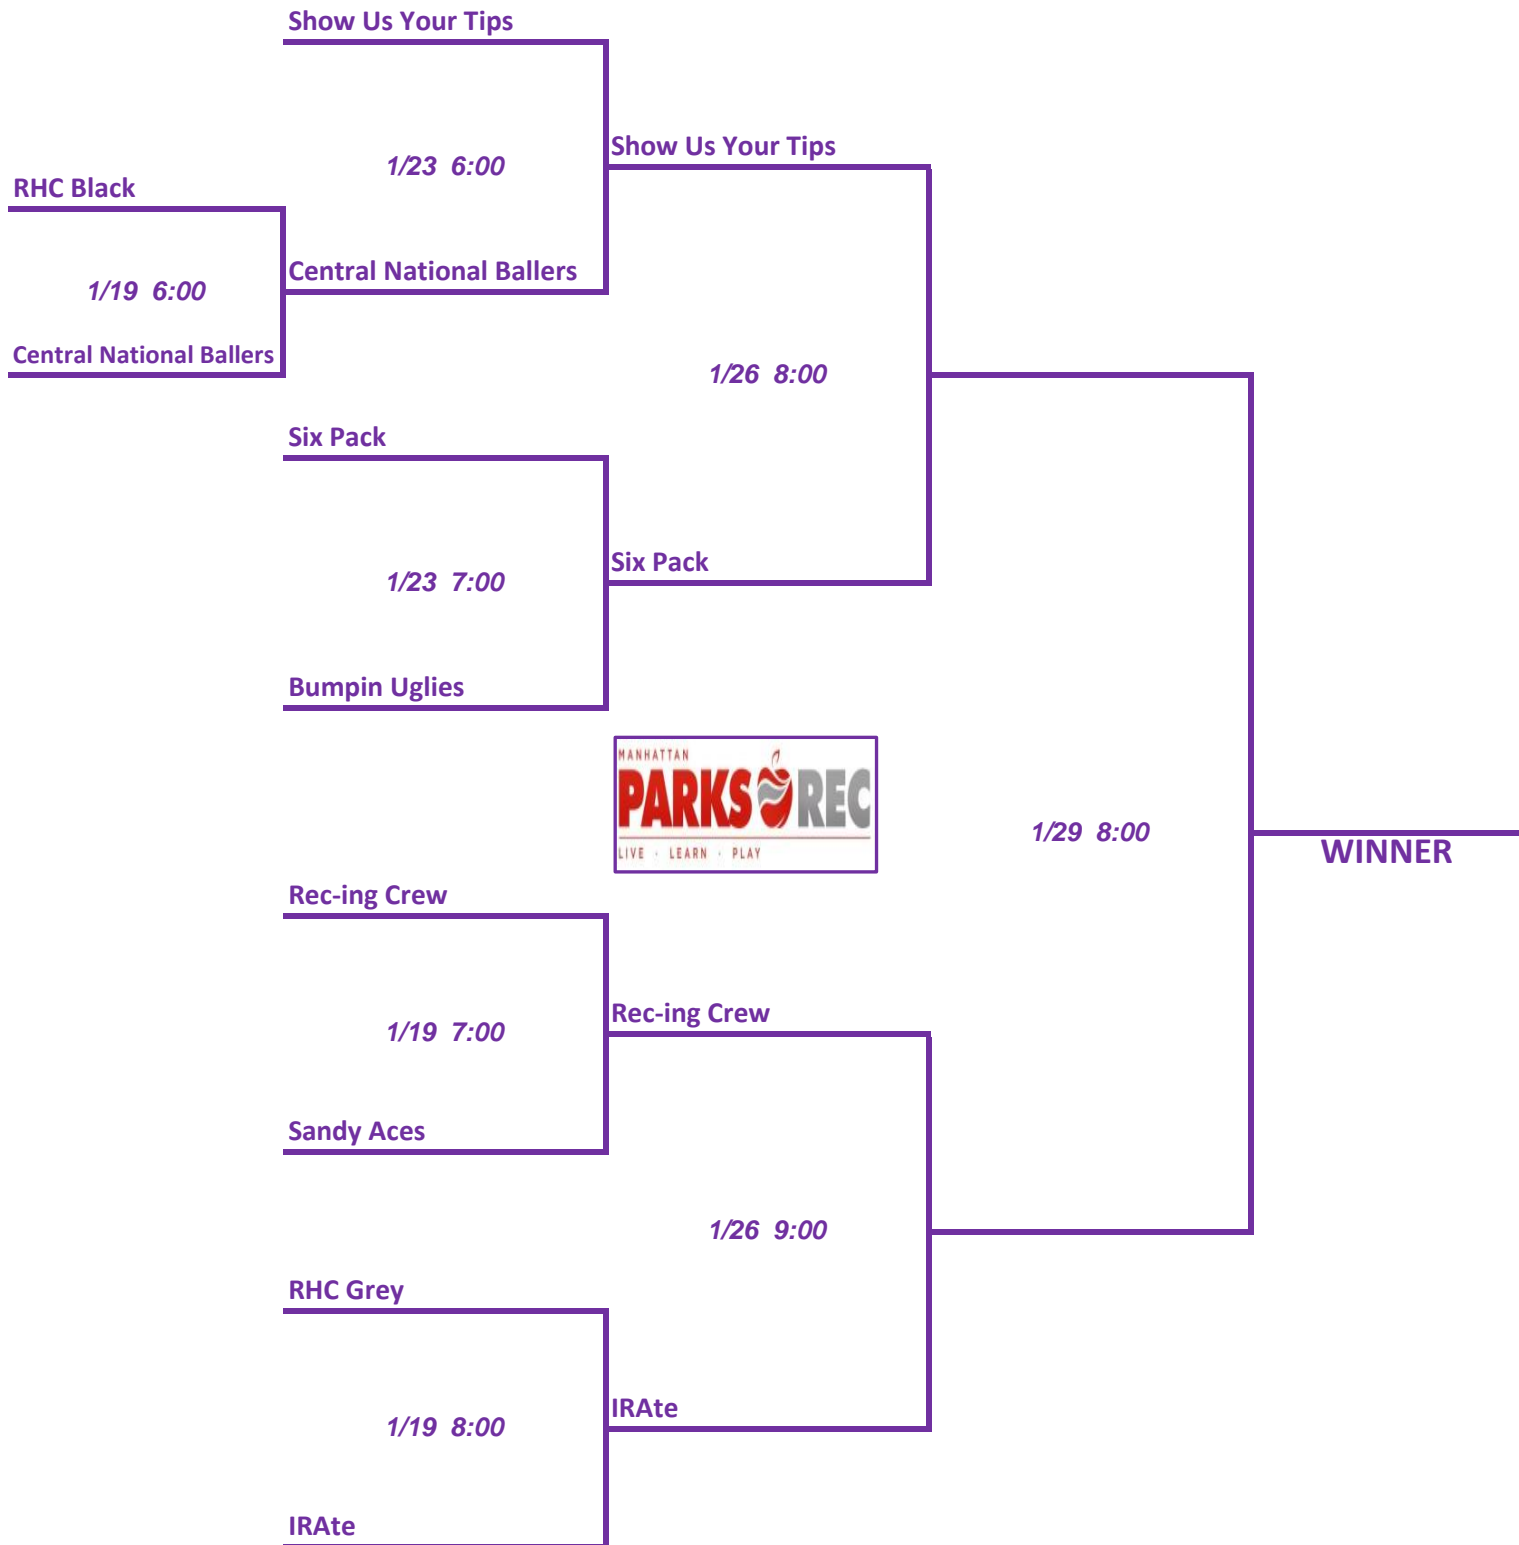 Show Us Your Tips
1/23 6:00
Show Us Your Tips
RHC Black
1/19 6:00
Central National Ballers
Central National Ballers
1/26 8:00
Six Pack
1/23 7:00
Six Pack
Bumpin Uglies
MANHATTAN
PARKS REC
LIVE · LEARN · PLAY
1/29 8:00
WINNER
Rec-ing Crew
1/19 7:00
Rec-ing Crew
Sandy Aces
1/26 9:00
RHC Grey
1/19 8:00
IRAte
IRAte